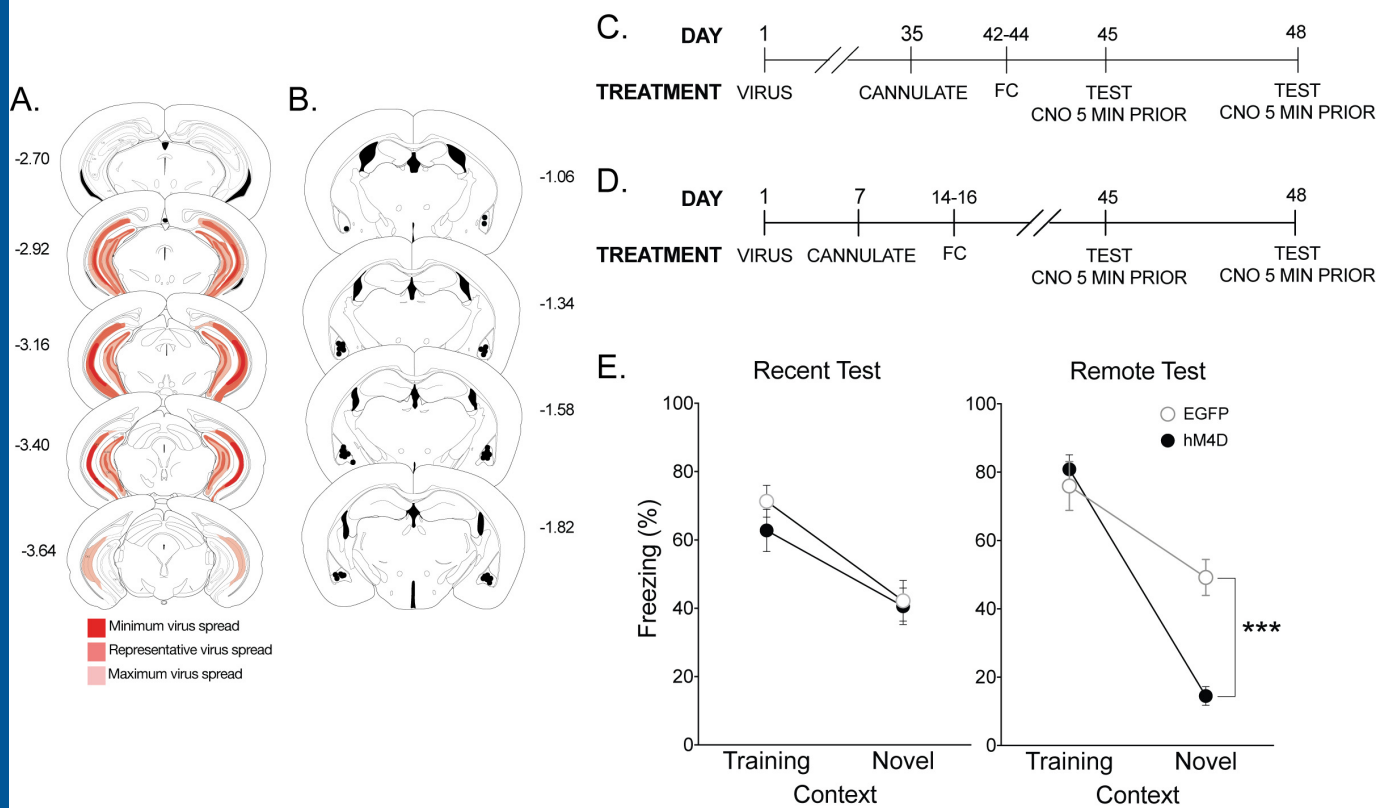 A.
-2.70
-2.92
-3.16
-3.40
-3.64
Minimum virus spread
Representative virus spread
Maximum virus spread
B.
-1.06
-1.34
-1.58
-1.82
C.
DAY 1 35 42-44 45 48
TREATMENT VIRUS CANNULATE FC TEST TEST
CNO 5 MIN PRIOR CNO 5 MIN PRIOR
D.
DAY 1 7 14-16 45 48
TREATMENT VIRUS CANNULATE FC TEST TEST
CNO 5 MIN PRIOR CNO 5 MIN PRIOR
E.
Recent Test
Freezing (%)
100
80
60
40
20
0
Training Novel
Context
Remote Test
EGFP
hM4D
100
80
60
40
20
0
***
Training Novel
Context